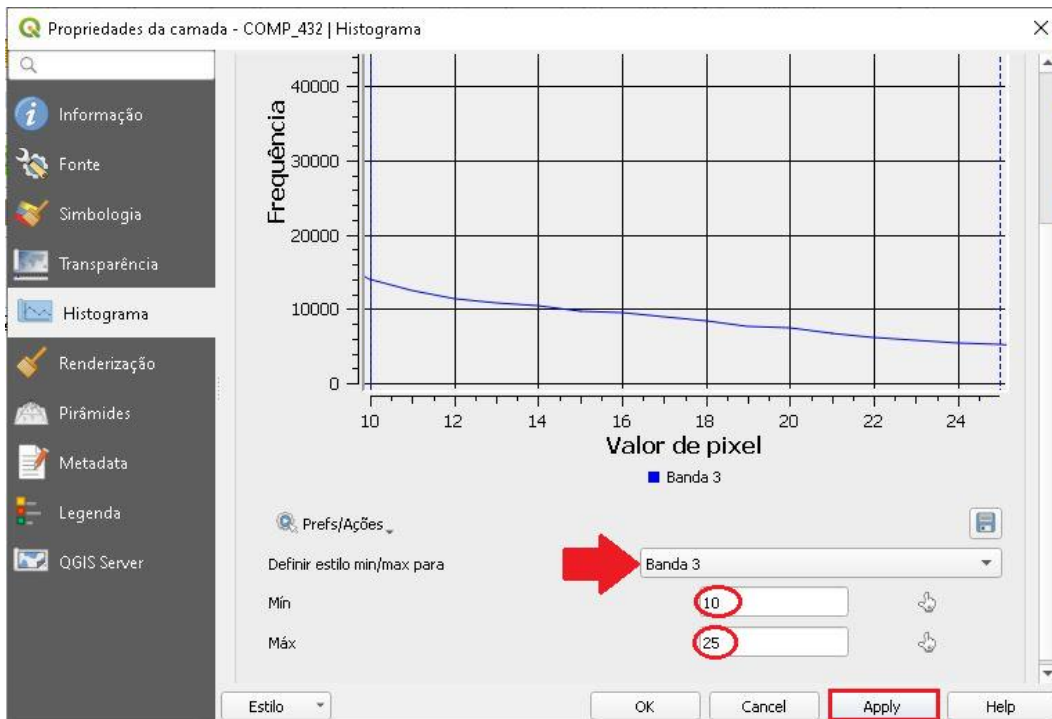 Propriedades da camada - COMP_432 | Histograma
Informação
Fonte
Simbologia
Transparência
Histograma
Renderização
Pirâmides
Metadata
Legenda
QGIS Server
Frequência
40000
30000
20000
10000
0
10 12 14 16 18 20 22 24
Valor de pixel
Banda 3
Prefs/Ações
Definir estilo min/max para Banda 3
Mín 10
Máx 25
Estilo OK Cancel Apply Help